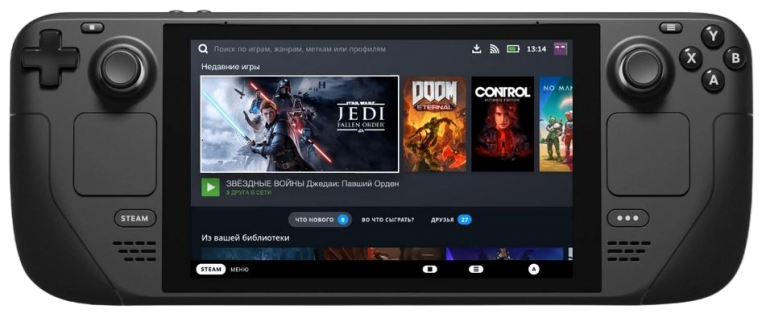 Поиск по играм, жанрам, меткам или профилям
13:14
Недавние игры
STAR WARS
JEDI
FALLEN ORDER
DOOM
ETERNAL
CONTROL
ULTIMATE EDITION
NO MAN
ЗВЁЗДНЫЕ ВОЙНЫ Джедаи: Павший Орден
8 ДРУГА В СЕТИ
ЧТО НОВОГО 8 ВО ЧТО СЫГРАТЬ? ДРУЗЬЯ 27
Из вашей библиотеки
STEAM МЕНЮ
A
STEAM
Y
X
B
A